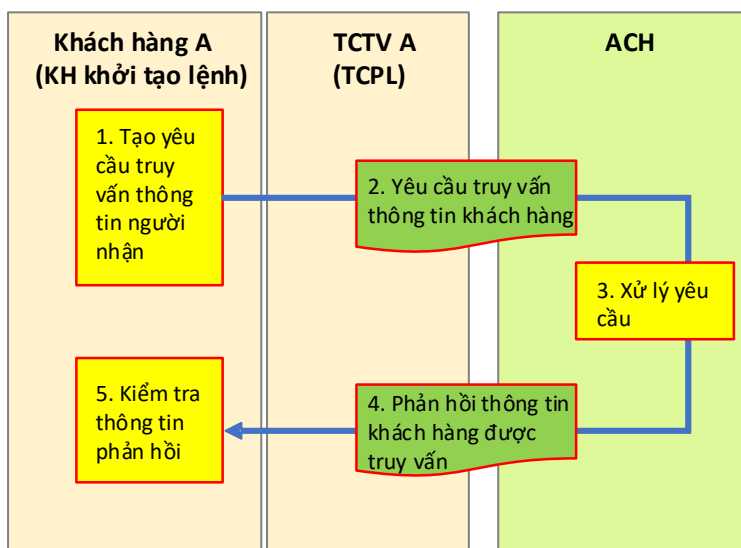 Khách hàng A
(KH khởi tạo lệnh)
TCTV A
(TCPL)
ACH
1. Tạo yêu
cầu truy
vấn thông
tin người
nhận
2. Yêu cầu truy vấn
thông tin khách hàng
3. Xử lý yêu
cầu
4. Phản hồi thông tin
khách hàng được
truy vấn
5. Kiểm tra
thông tin
phản hồi